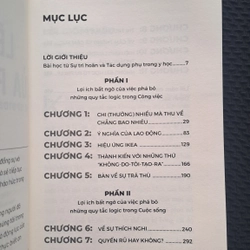 MỤC LỤC
LỜI GIỚI THIỆU
Bài học từ Sự trì hoãn và Tác dụng phụ trong y học 7
PHẦN I
Lợi ích bất ngờ của việc phá bỏ
những quy tắc logic trong Công việc
CHƯƠNG 1: CHI (THƯỞNG) NHIỀU MÀ THU VỀ
CHẲNG BAO NHIÊU 29
CHƯƠNG 2: Ý NGHĨA CỦA LAO ĐỘNG 83
CHƯƠNG 3: HIỆU ỨNG IKEA 131
CHƯƠNG 4: THÀNH KIẾN VỚI NHỮNG THỨ
“KHÔNG-DO-TÔI-TẠO-RA” 166
CHƯƠNG 5: BÀN VỀ SỰ TRẢ THÙ 193
PHẦN II
Lợi ích bất ngờ của việc phá bỏ
những quy tắc logic trong Cuộc sống
CHƯƠNG 6: VỀ SỰ THÍCH NGHI 240
CHƯƠNG 7: QUYẾN RŨ HAY KHÔNG? 292